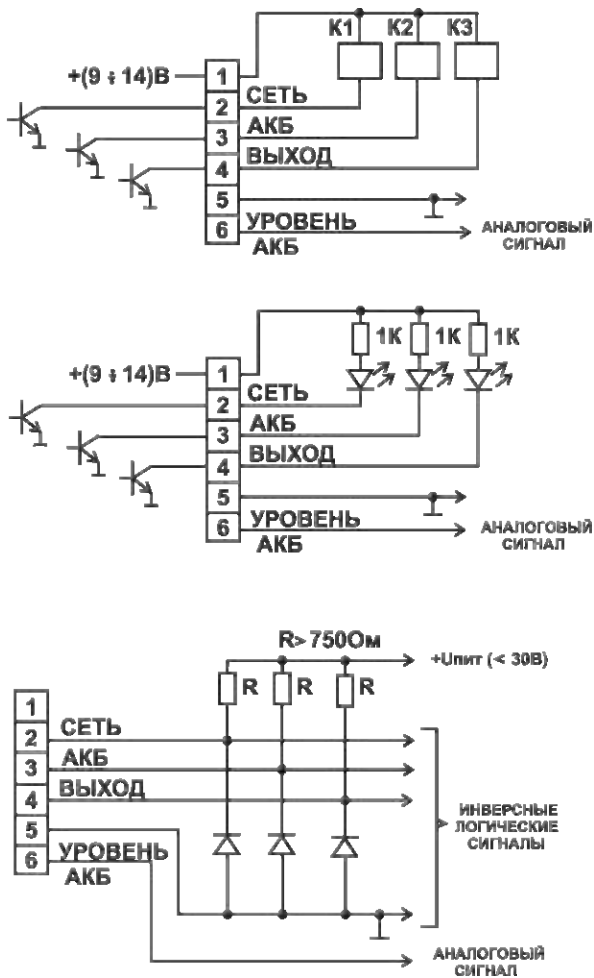 К1 К2 К3
+(9 ÷ 14)В
1
СЕТЬ
2
АКБ
3
ВЫХОД
4
5
УРОВЕНЬ
6
АКБ
АНАЛОГОВЫЙ
СИГНАЛ
1К 1К 1К
+(9 ÷ 14)В
1
СЕТЬ
2
АКБ
3
ВЫХОД
4
5
УРОВЕНЬ
6
АКБ
АНАЛОГОВЫЙ
СИГНАЛ
R>750Ом
+Uпит (< 30В)
R R R
1
СЕТЬ
2
АКБ
3
ВЫХОД
4
5
ИНВЕРСНЫЕ
ЛОГИЧЕСКИЕ
СИГНАЛЫ
УРОВЕНЬ
6
АКБ
АНАЛОГОВЫЙ
СИГНАЛ